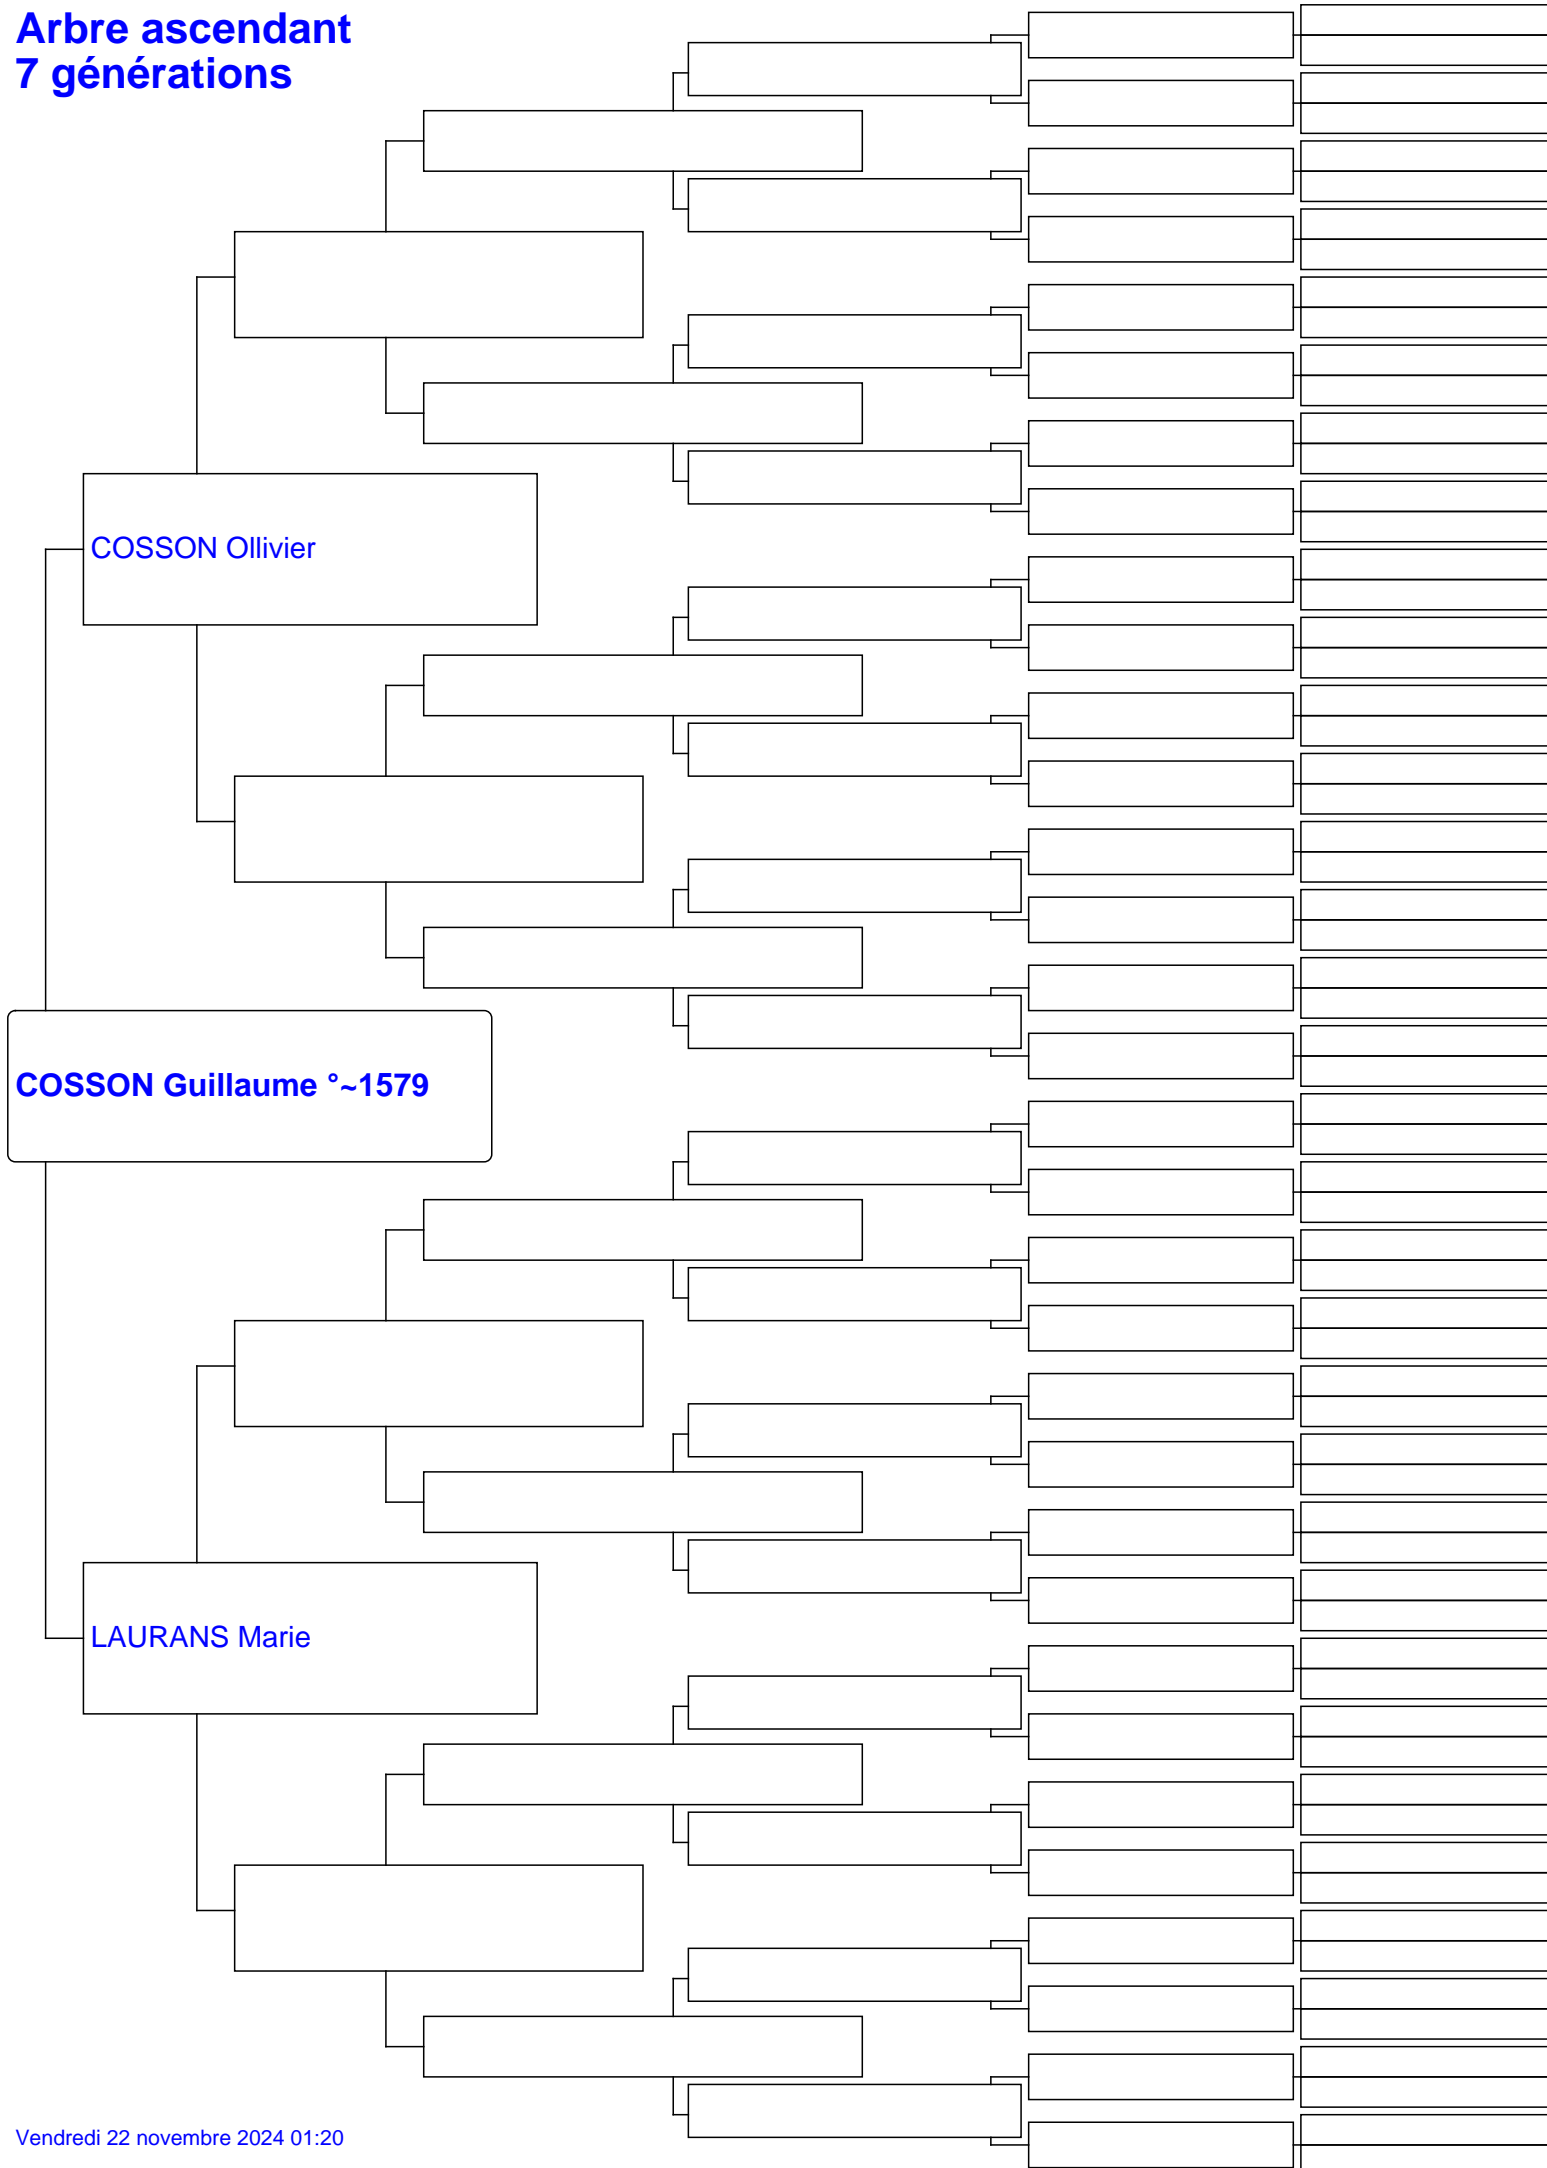 Arbre ascendant
7 générations
COSSON Ollivier
COSSON Guillaume °~1579
LAURANS Marie
Vendredi 22 novembre 2024 01:20